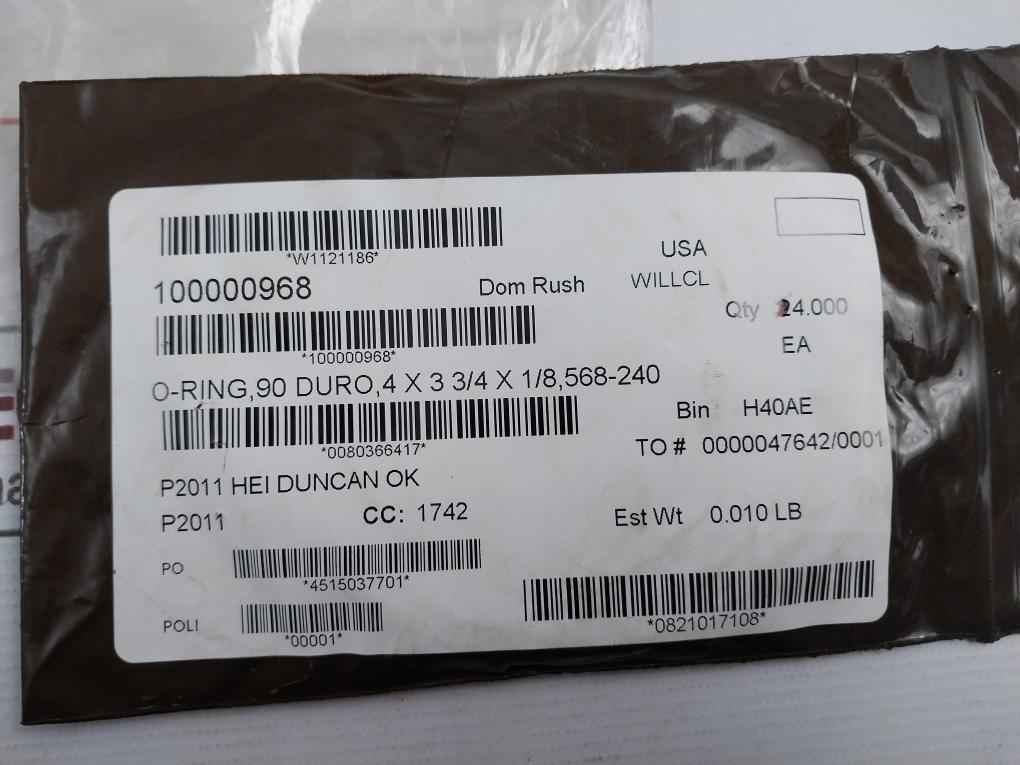 *W1121186*
USA
100000968 Dom Rush WILLCL
Qty 24.000
*100000968*
EA
O-RING,90 DURO,4 X 3 3/4 X 1/8,568-240
Bin H40AE
*0080366417*
TO # 0000047642/0001
P2011 HEI DUNCAN OK
P2011 CC: 1742 Est Wt 0.010 LB
PO
*4515037701*
POLI
*00001*
*0821017108*